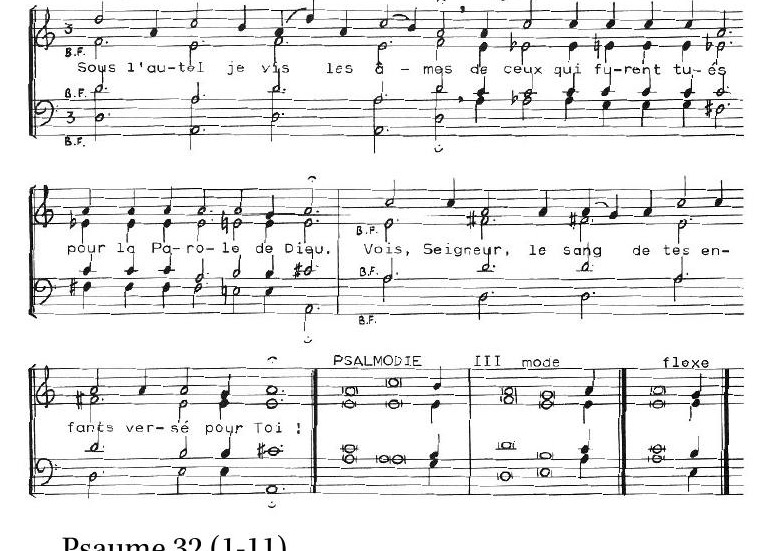 B.F.
Sous l'au-tel je vis les â - mes de ceux qui fu-rent tu-és
B.F.
B.F.
pour la Pa-ro-le de Dieu. Vois, Seigneur, le sang de tes en-
B.F.
B.F.
B.F.
PSALMODIE III mode flexe
fants ver-sé pour Toi !
Psaume 32 (1-11)